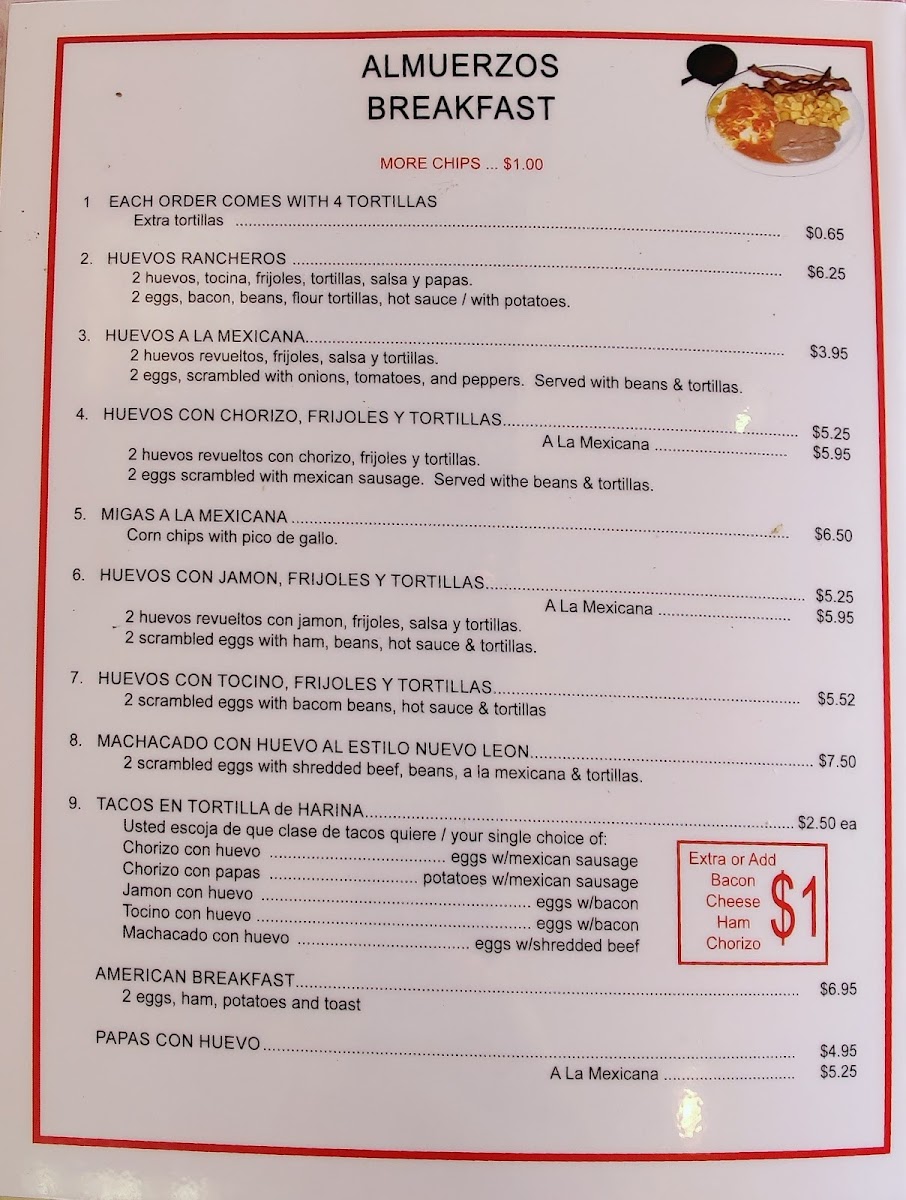 ALMUERZOS
BREAKFAST
MORE CHIPS ... $1.00
1 EACH ORDER COMES WITH 4 TORTILLAS
Extra tortillas ........ $0.65
2. HUEVOS RANCHEROS ........ $6.25
2 huevos, tocina, frijoles, tortillas, salsa y papas.
2 eggs, bacon, beans, flour tortillas, hot sauce / with potatoes.
3. HUEVOS A LA MEXICANA........ $3.95
2 huevos revueltos, frijoles, salsa y tortillas.
2 eggs, scrambled with onions, tomatoes, and peppers. Served with beans & tortillas.
4. HUEVOS CON CHORIZO, FRIJOLES Y TORTILLAS........ $5.25
A La Mexicana ........ $5.95
2 huevos revueltos con chorizo, frijoles y tortillas.
2 eggs scrambled with mexican sausage. Served withe beans & tortillas.
5. MIGAS A LA MEXICANA ........ $6.50
Corn chips with pico de gallo.
6. HUEVOS CON JAMON, FRIJOLES Y TORTILLAS........ $5.25
A La Mexicana ........ $5.95
2 huevos revueltos con jamon, frijoles, salsa y tortillas.
2 scrambled eggs with ham, beans, hot sauce & tortillas.
7. HUEVOS CON TOCINO, FRIJOLES Y TORTILLAS........ $5.52
2 scrambled eggs with bacom beans, hot sauce & tortillas
8. MACHACADO CON HUEVO AL ESTILO NUEVO LEON........ $7.50
2 scrambled eggs with shredded beef, beans, a la mexicana & tortillas.
9. TACOS EN TORTILLA de HARINA........ $2.50 ea
Usted escoja de que clase de tacos quiere / your single choice of:
Chorizo con huevo ........ eggs w/mexican sausage
Chorizo con papas ........ potatoes w/mexican sausage
Jamon con huevo ........ eggs w/bacon
Tocino con huevo ........ eggs w/bacon
Machacado con huevo ........ eggs w/shredded beef
Extra or Add
Bacon
Cheese
Ham
Chorizo
$1
AMERICAN BREAKFAST........ $6.95
2 eggs, ham, potatoes and toast
PAPAS CON HUEVO........ $4.95
A La Mexicana ........ $5.25